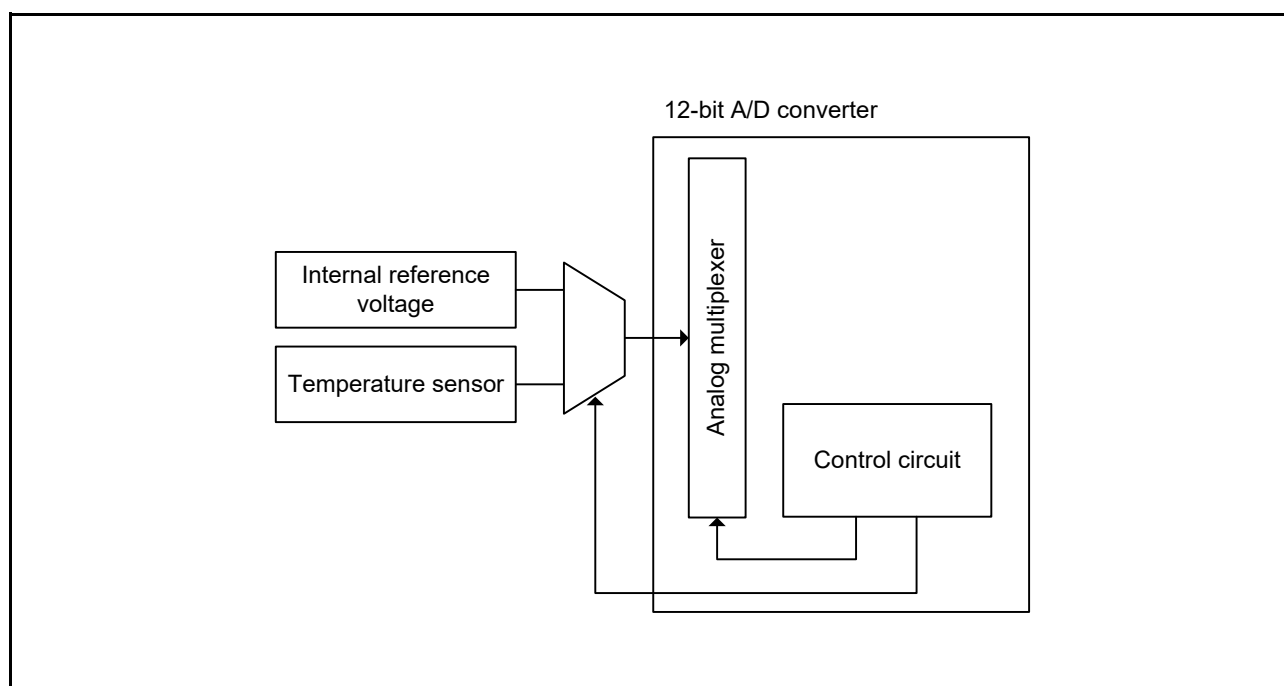 12-bit A/D converter
Internal reference
voltage
Temperature sensor
Analog multiplexer
Control circuit